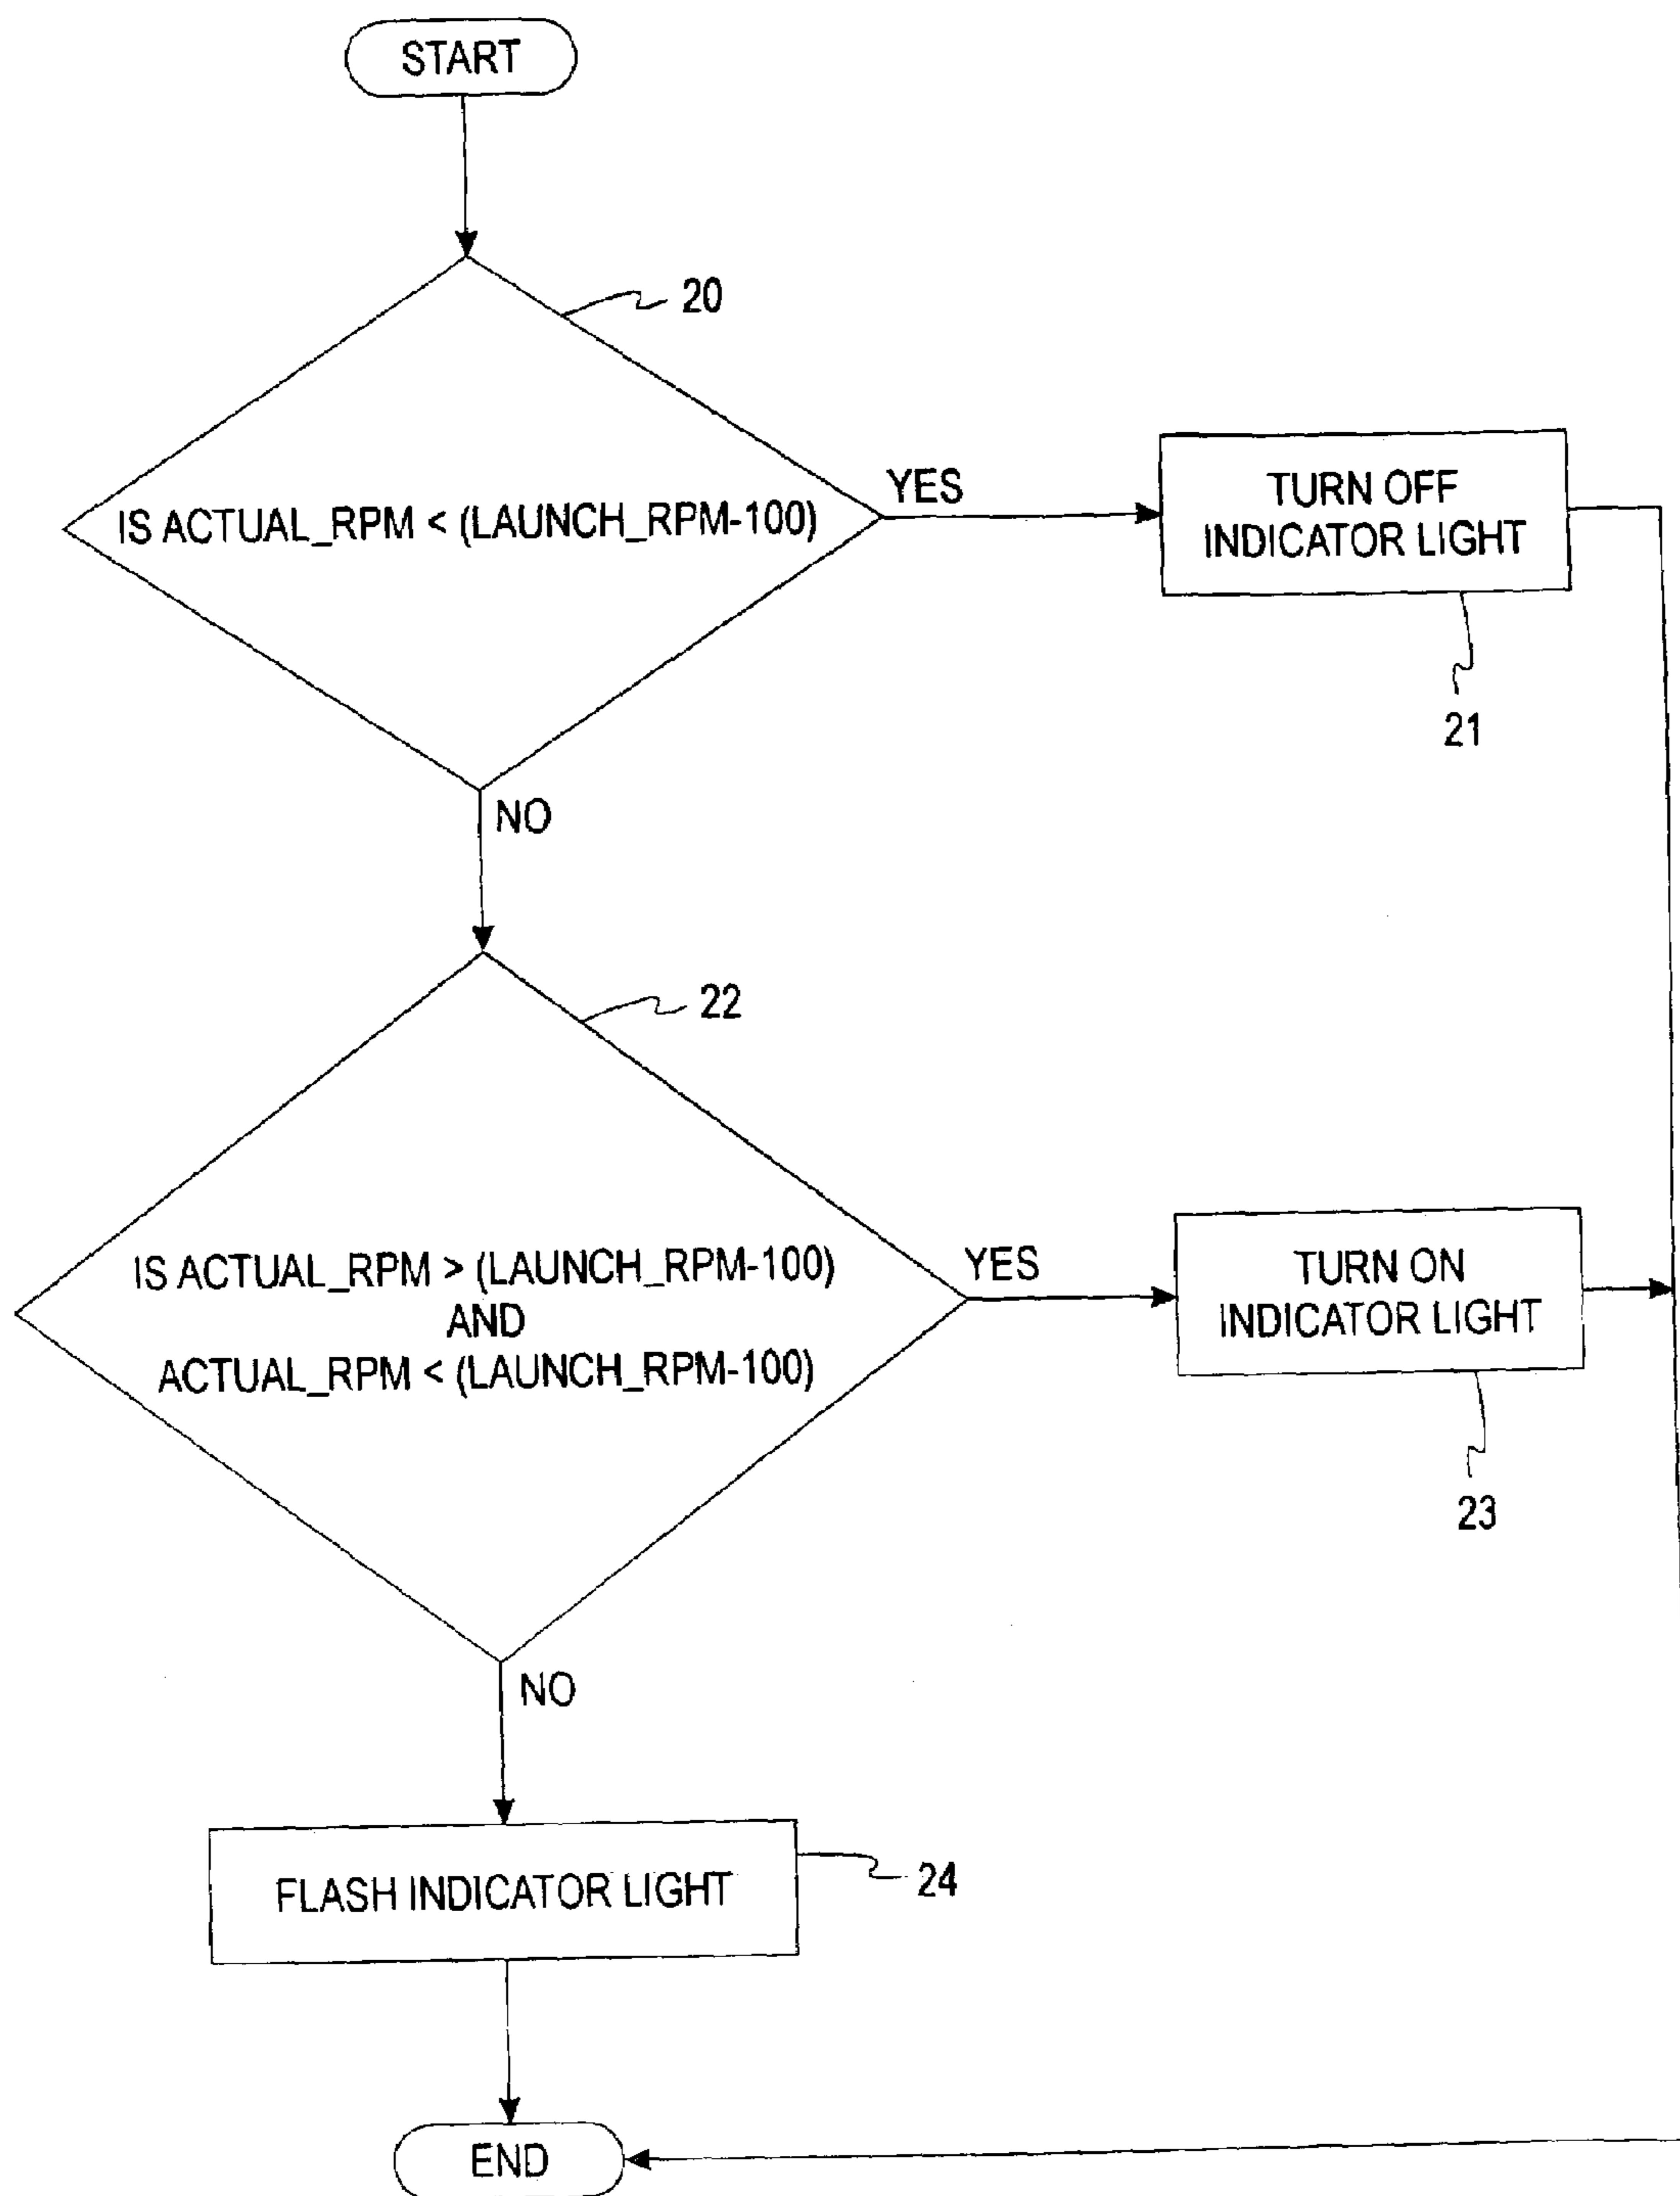 START
20
IS ACTUAL_RPM < (LAUNCH_RPM-100)
YES
TURN OFF
INDICATOR LIGHT
21
NO
22
IS ACTUAL_RPM > (LAUNCH_RPM-100)
AND
ACTUAL_RPM < (LAUNCH_RPM-100)
YES
TURN ON
INDICATOR LIGHT
23
NO
FLASH INDICATOR LIGHT
24
END